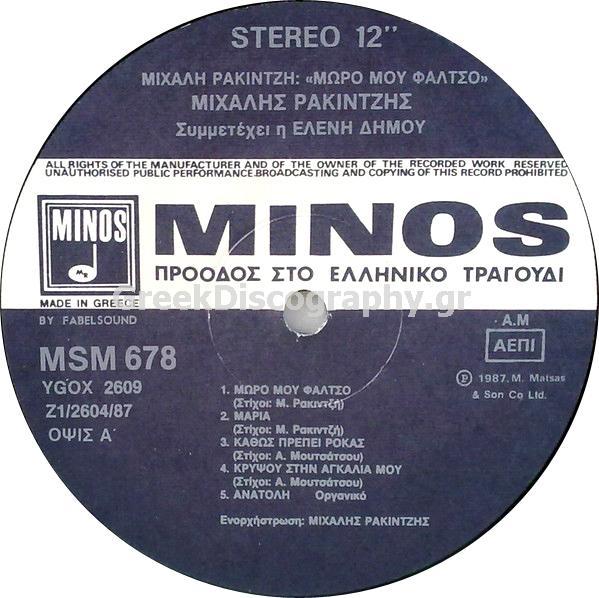 STEREO 12"
ΜΙΧΑΛΗ ΡΑΚΙΝΤΖΗ: «ΜΩΡΟ ΜΟΥ ΦΑΛΤΣΟ»
ΜΙΧΑΛΗΣ ΡΑΚΙΝΤΖΗΣ
Συμμετέχει η ΕΛΕΝΗ ΔΗΜΟΥ
ALL RIGHTS OF THE MANUFACTURER AND OF THE OWNER OF THE RECORDED WORK RESERVED
UNAUTHORISED PUBLIC PERFORMANCE.BROADCASTING AND COPYING OF THIS RECORD PROHIBITED
MINOS
MINOS
ΠΡΟΟΔΟΣ ΣΤΟ ΕΛΛΗΝΙΚΟ ΤΡΑΓΟΥΔΙ
MADE IN GREECE
GreekDiscography.gr
BY FABELSOUND
MSM 678
YGOX 2609
Z1/2604/87
ΟΨΙΣ Α΄
Α.Μ
ΑΕΠΙ
℗ 1987. M. Matsas
& Son Co Ltd.
1. ΜΩΡΟ ΜΟΥ ΦΑΛΤΣΟ
(Στίχοι: Μ. Ρακιντζή)
2. ΜΑΡΙΑ
(Στίχοι: Μ. Ρακιντζή)
3. ΚΑΘΩΣ ΠΡΕΠΕΙ ΡΟΚΑΣ
(Στίχοι: Α. Μουτσάτσου)
4. ΚΡΥΨΟΥ ΣΤΗΝ ΑΓΚΑΛΙΑ ΜΟΥ
(Στίχοι: Α. Μουτσάτσου)
5. ΑΝΑΤΟΛΗ Οργανικό
Ενορχήστρωση: ΜΙΧΑΛΗΣ ΡΑΚΙΝΤΖΗΣ